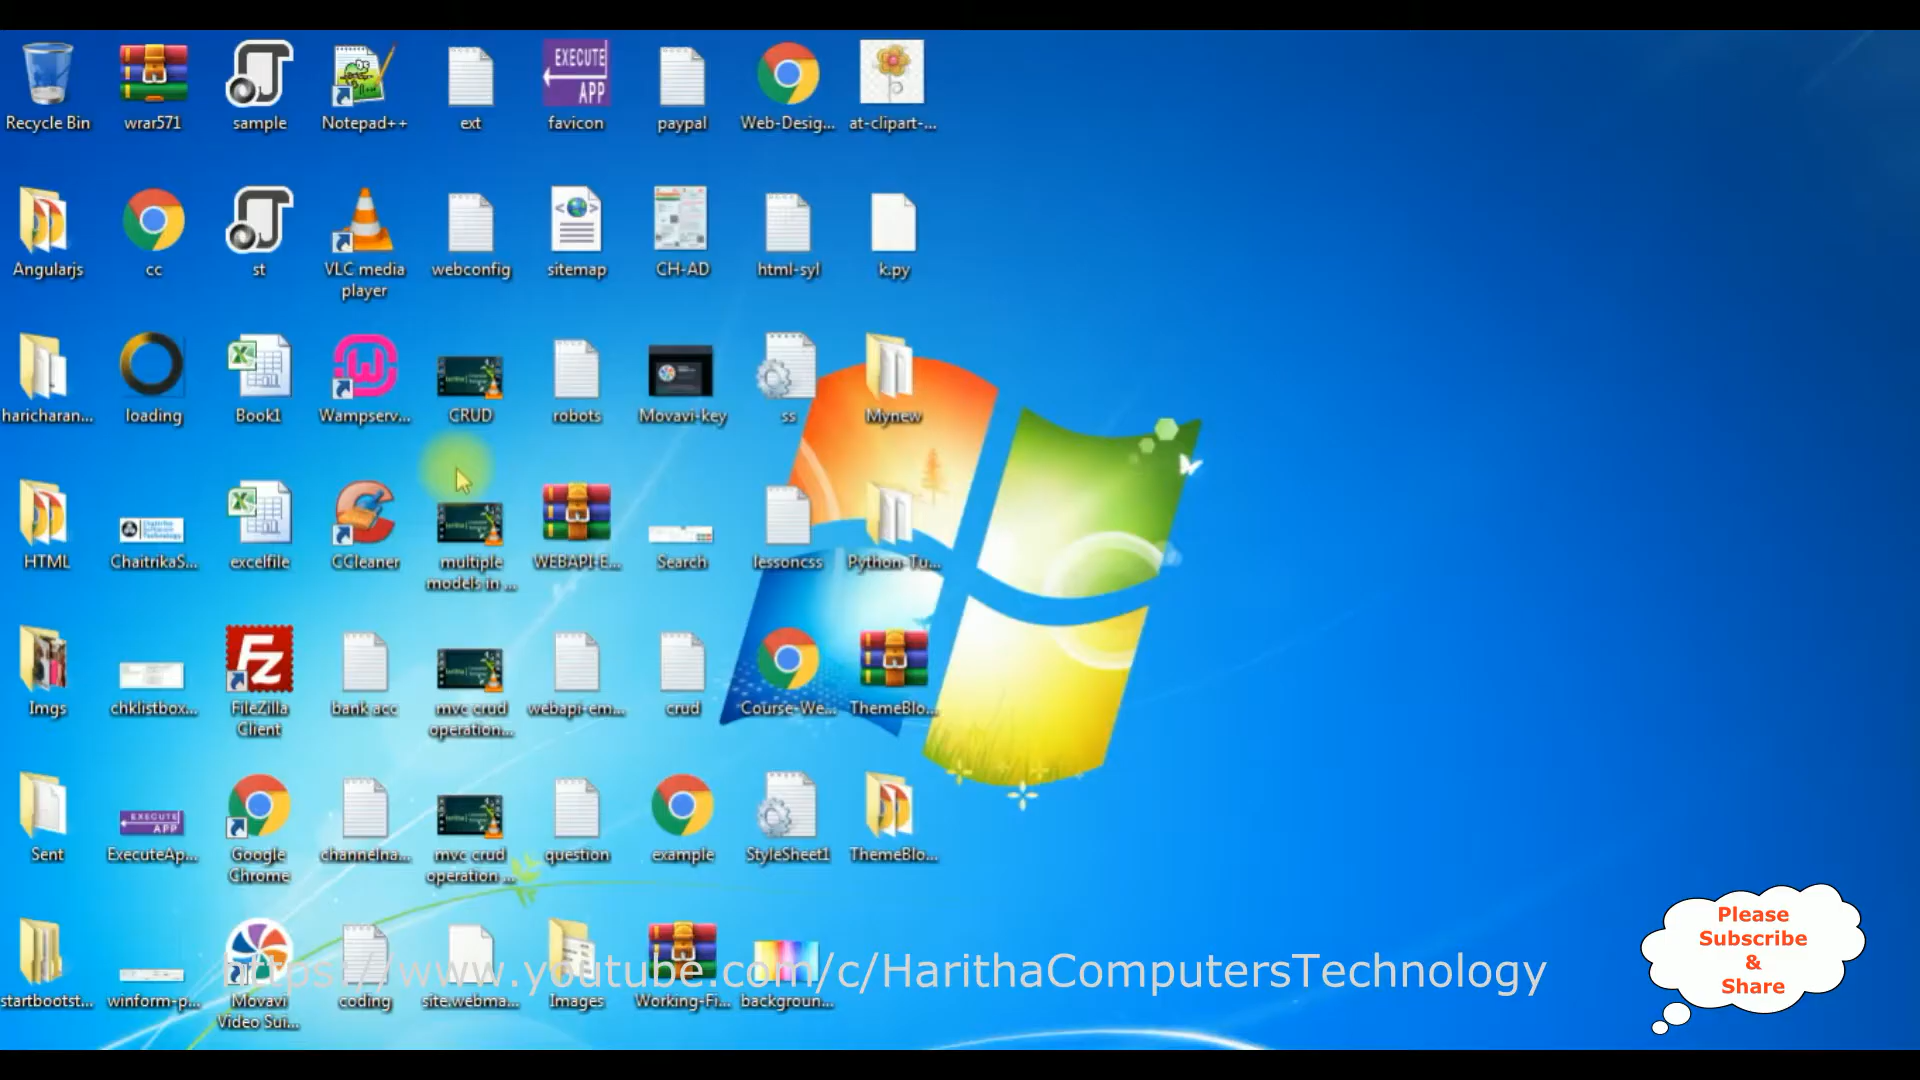 Recycle Bin
wrar571
sample
Notepad++
ext
EXECUTE
APP
favicon
paypal
Web-Desig...
at-clipart-...
Angularjs
cc
st
VLC media
player
webconfig
sitemap
CH-AD
html-syl
k.py
haricharan...
loading
Book1
Wampserv...
CRUD
robots
Movavi-key
ss
Mynew
HTML
ChaitrikaS...
excelfile
CCleaner
multiple
models in ...
WEBAPI-E...
Search
lessoncss
Python-Tu...
Imgs
chklistbox...
FileZilla
Client
bank acc
mvc crud
operation...
webapi-em...
crud
Course-We...
ThemeBlo...
Sent
EXECUTE
APP
ExecuteAp...
Google
Chrome
channelna...
mvc crud
operation ...
question
example
StyleSheet1
ThemeBlo...
startbootst...
winform-p...
Movavi
Video Sui...
coding
site.webma...
Images
Working-Fi...
backgroun...
https://www.youtube.com/c/HarithaComputersTechnology
Please
Subscribe
&
Share